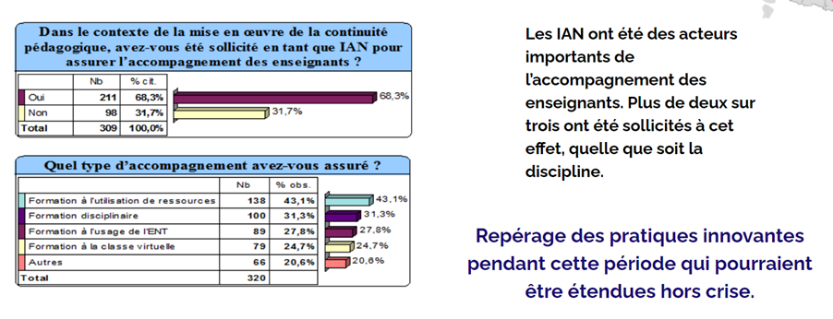 Dans le contexte de la mise en œuvre de la continuité
pédagogique, avez-vous été sollicité en tant que IAN pour
assurer l'accompagnement des enseignants ?
Nb % cit.
Oui 211 68,3% 68,3%
Non 98 31,7% 31,7%
Total 309 100,0%
Quel type d'accompagnement avez-vous assuré ?
Nb % obs.
Formation à l'utilisation de ressources 138 43,1% 43,1%
Formation disciplinaire 100 31,3% 31,3%
Formation à l'usage de l'ENT 89 27,8% 27,8%
Formation à la classe virtuelle 79 24,7% 24,7%
Autres 66 20,6% 20,6%
Total 320
Les IAN ont été des acteurs
importants de
l'accompagnement des
enseignants. Plus de deux sur
trois ont été sollicités à cet
effet, quelle que soit la
discipline.
Repérage des pratiques innovantes
pendant cette période qui pourraient
être étendues hors crise.